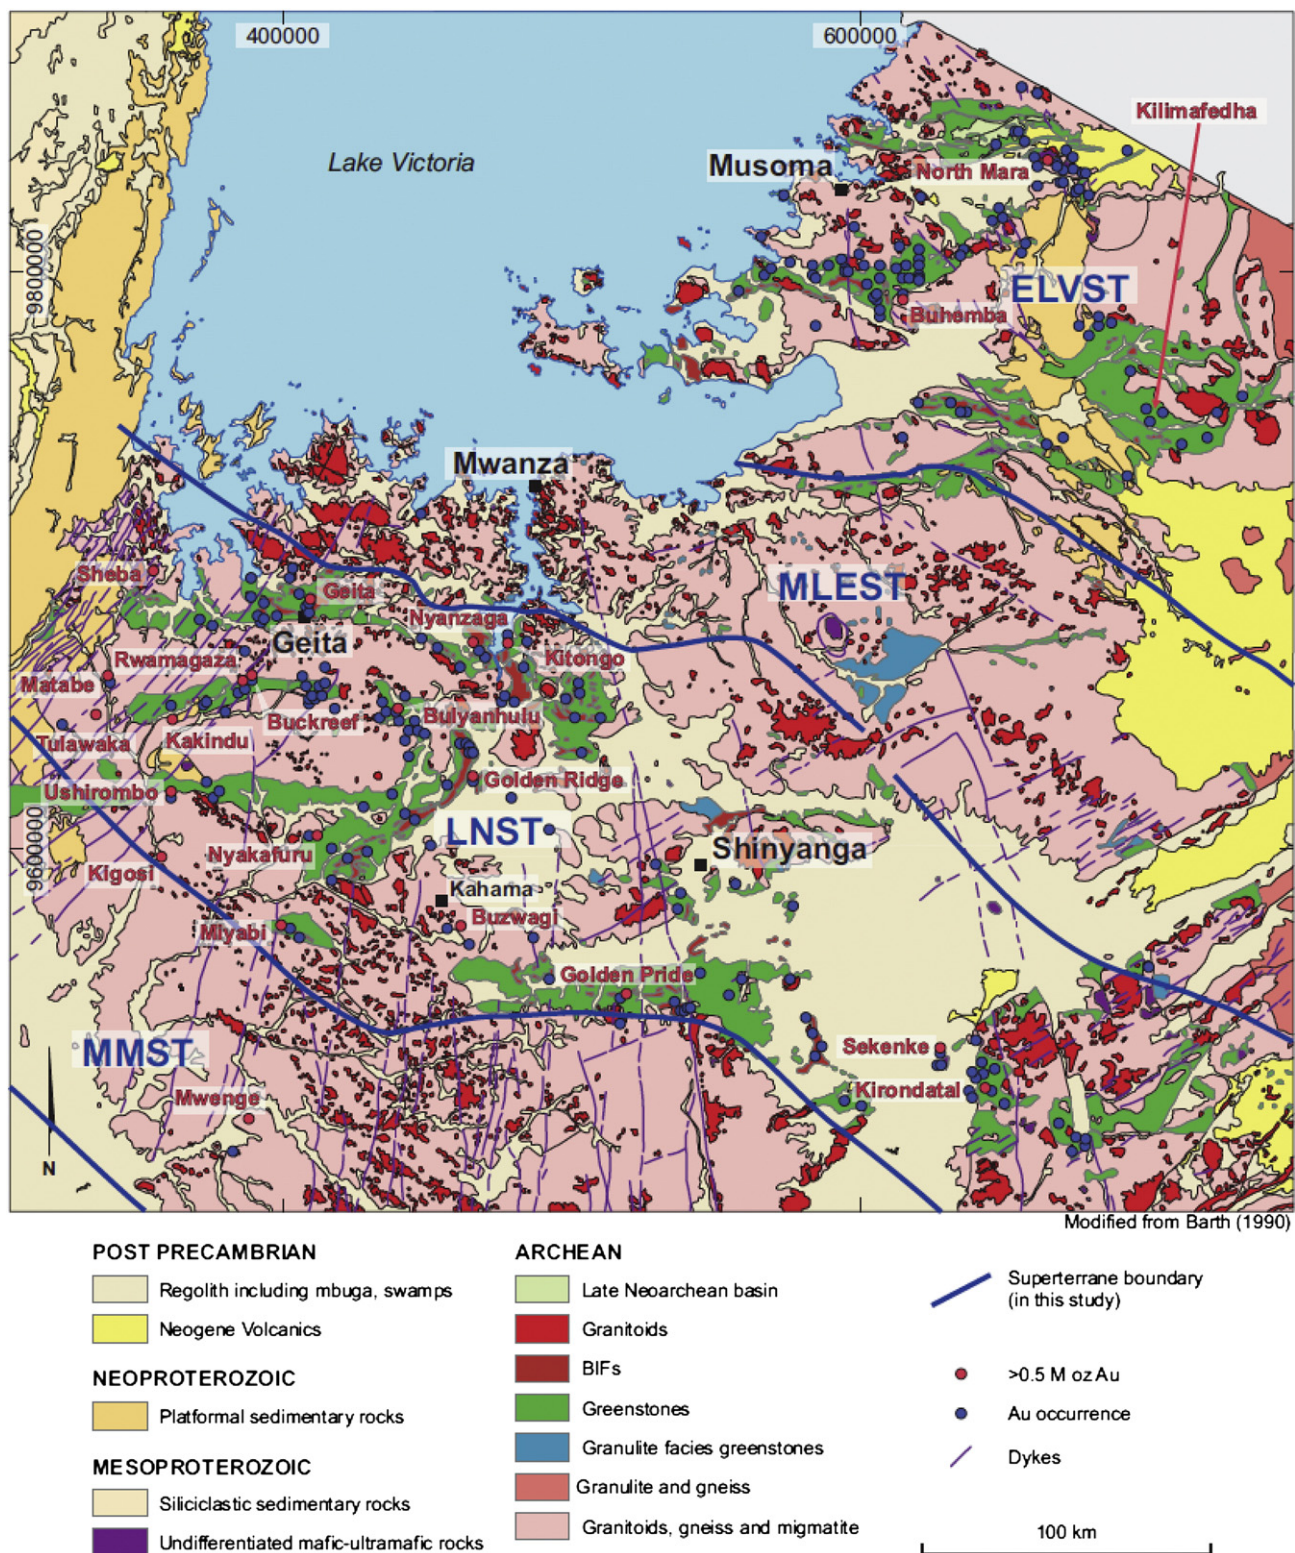 400000
600000
Kilimafedha
Lake Victoria
Musoma
North Mara
9800000
ELVST
Buhemba
Mwanza
Sheba
Geita
MLEST
Nyanzaga
Geita
Rwamagaza
Kitongo
Matabe
Buckreef
Bulyanhulu
Tulawaka
Kakindu
Golden Ridge
Ushirombo
LNST
9600000
Shinyanga
Nyakafuru
Kigosi
Kahama
Buzwagi
Miyabi
Golden Pride
MMST
Sekenke
Kirondatal
Mwenge
N
Modified from Barth (1990)
POST PRECAMBRIAN
Regolith including mbuga, swamps
Neogene Volcanics
NEOPROTEROZOIC
Platformal sedimentary rocks
MESOPROTEROZOIC
Siliciclastic sedimentary rocks
Undifferentiated mafic-ultramafic rocks
ARCHEAN
Late Neoarchean basin
Granitoids
BIFs
Greenstones
Granulite facies greenstones
Granulite and gneiss
Granitoids, gneiss and migmatite
Superterrane boundary
(in this study)
>0.5 M oz Au
Au occurrence
Dykes
100 km